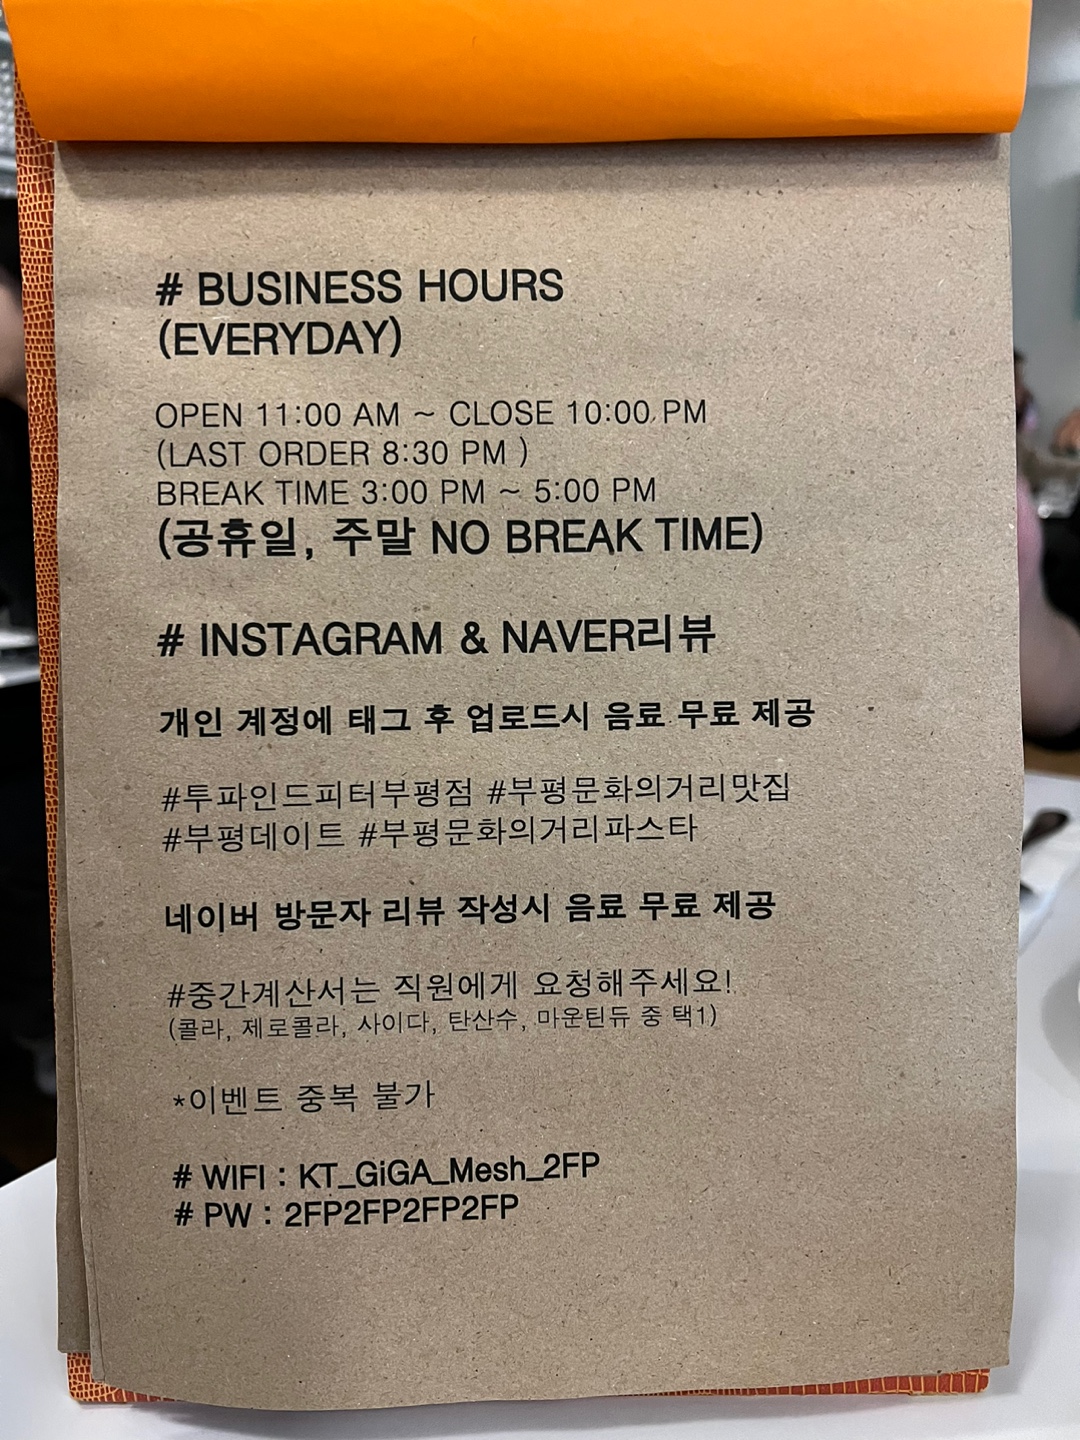 # BUSINESS HOURS
(EVERYDAY)
OPEN 11:00 AM ~ CLOSE 10:00 PM
(LAST ORDER 8:30 PM )
BREAK TIME 3:00 PM ~ 5:00 PM
(공휴일, 주말 NO BREAK TIME)
# INSTAGRAM & NAVER리뷰
개인 계정에 태그 후 업로드시 음료 무료 제공
#투파인드피터부평점 #부평문화의거리맛집
#부평데이트 #부평문화의거리파스타
네이버 방문자 리뷰 작성시 음료 무료 제공
#중간계산서는 직원에게 요청해주세요!
(콜라, 제로콜라, 사이다, 탄산수, 마운틴듀 중 택1)
*이벤트 중복 불가
# WIFI : KT_GiGA_Mesh_2FP
# PW : 2FP2FP2FP2FP